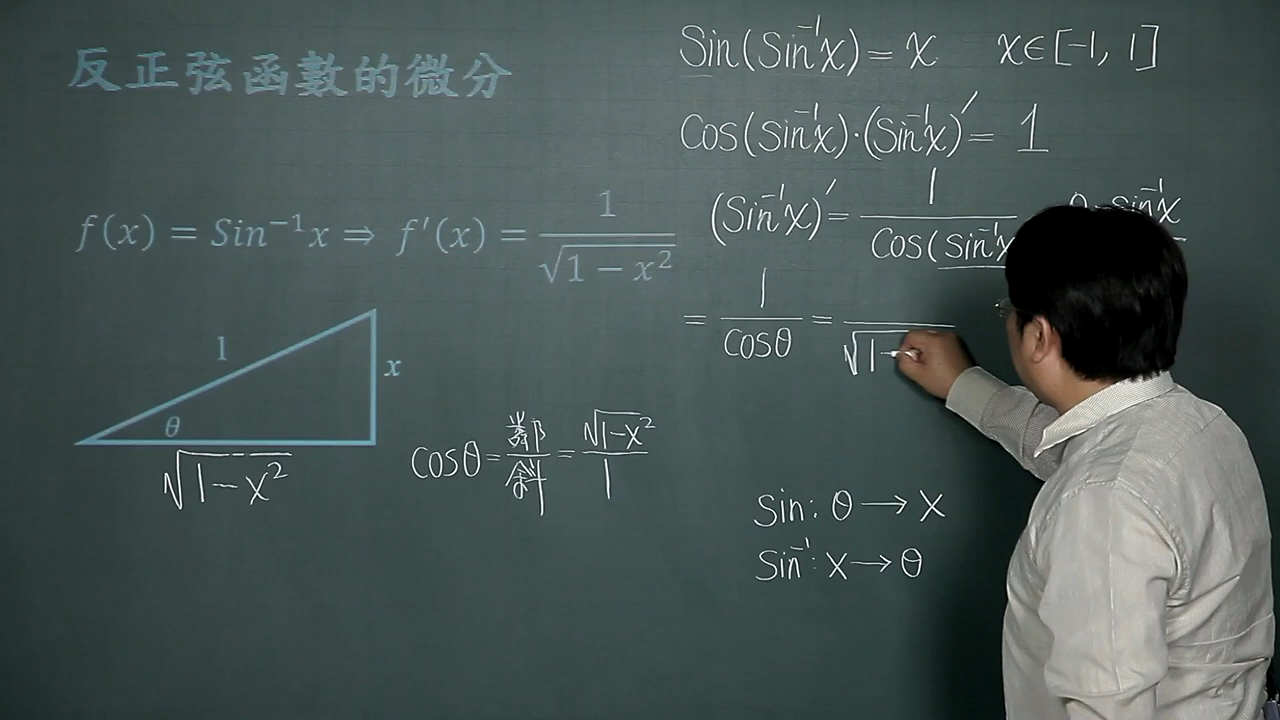 反正弦函數的微分
f(x) = Sin⁻¹x ⇒ f′(x) = 1/√(1 − x²)
1
x
θ
√(1 − x²)
cosθ = 鄰/斜 = √(1 − x²)/1
Sin(Sin⁻¹x) = x x∈[-1, 1]
Cos(Sin⁻¹x)·(Sin⁻¹x)′ = 1
(Sin⁻¹x)′ = 1/Cos(Sin⁻¹x Sin⁻¹x
= 1/cosθ = /√1-
Sin: θ → x
Sin⁻¹: x → θ